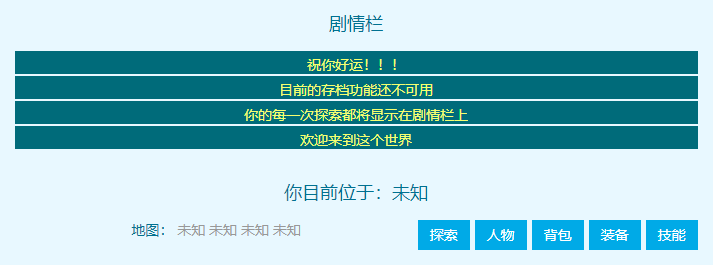 剧情栏
祝你好运！！！
目前的存档功能还不可用
你的每一次探索都将显示在剧情栏上
欢迎来到这个世界
你目前位于：未知
地图： 未知 未知 未知 未知 探索 人物 背包 装备 技能